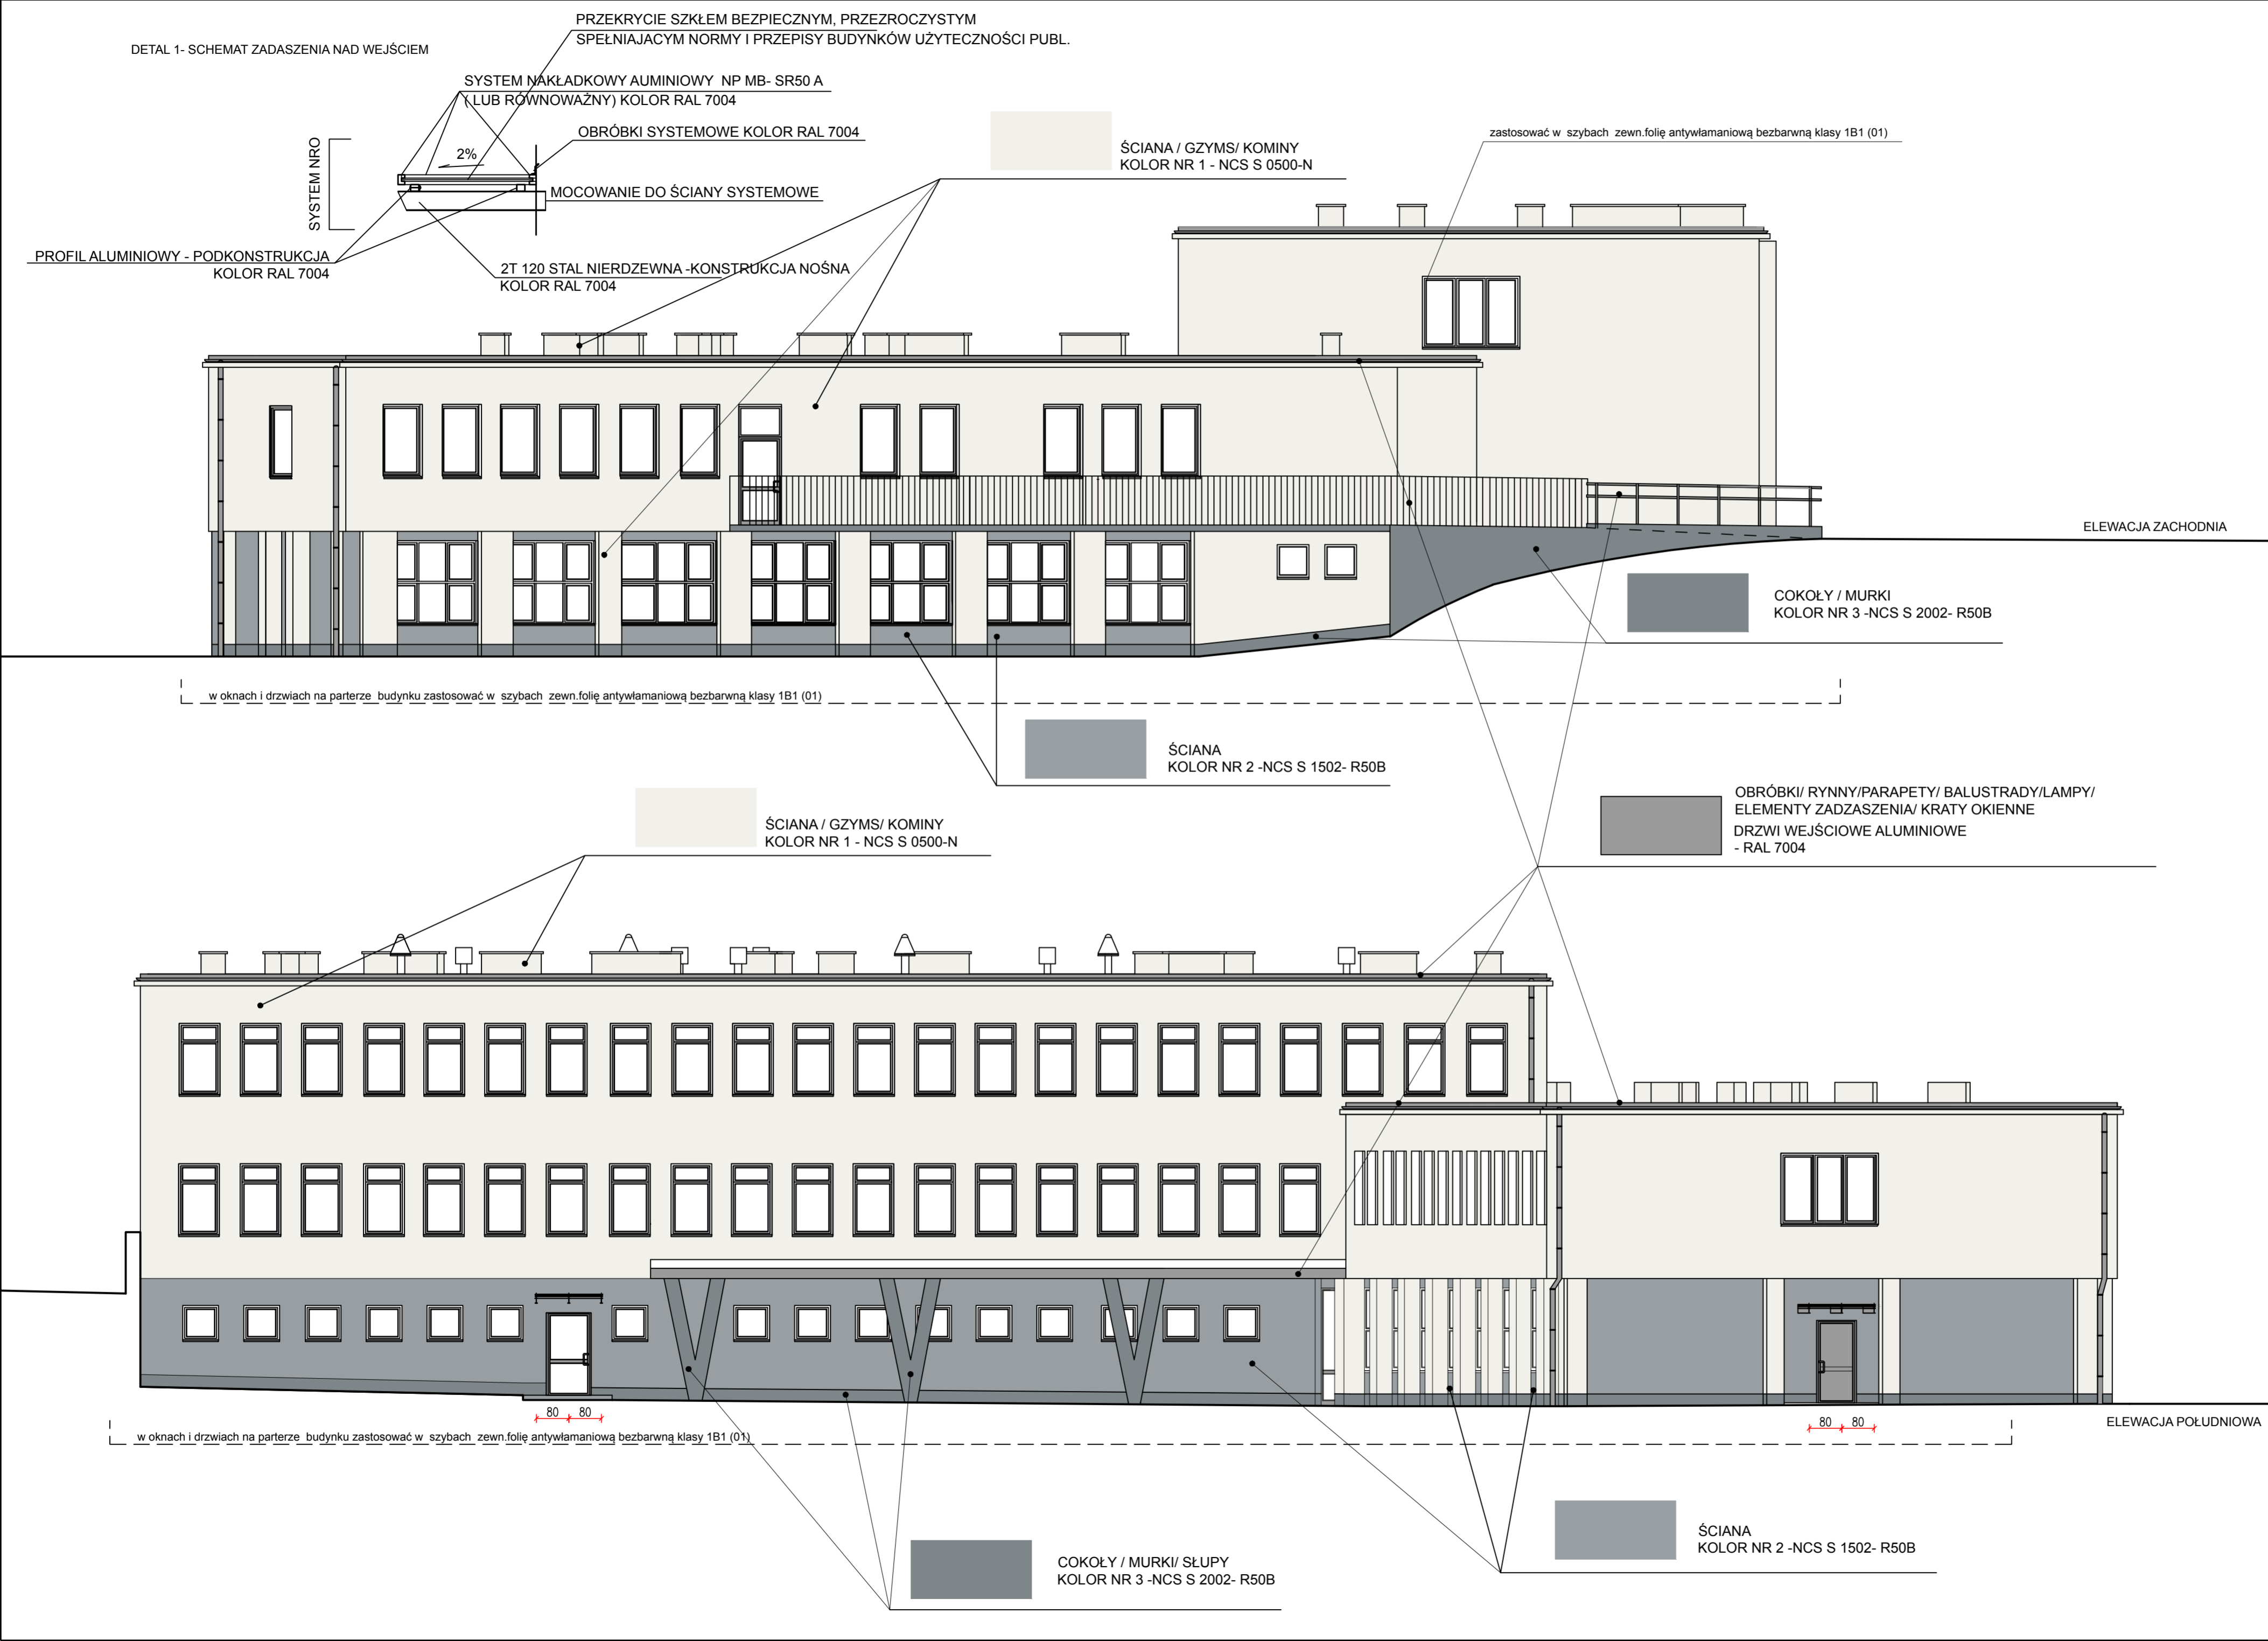 PRZEKRYCIE SZKŁEM BEZPIECZNYM, PRZEZROCZYSTYM
SPEŁNIAJACYM NORMY I PRZEPISY BUDYNKÓW UŻYTECZNOŚCI PUBL.
DETAL 1- SCHEMAT ZADASZENIA NAD WEJŚCIEM
SYSTEM NAKŁADKOWY AUMINIOWY NP MB- SR50 A
( LUB RÓWNOWAŻNY) KOLOR RAL 7004
OBRÓBKI SYSTEMOWE KOLOR RAL 7004
2%
SYSTEM NRO
MOCOWANIE DO ŚCIANY SYSTEMOWE
PROFIL ALUMINIOWY - PODKONSTRUKCJA
KOLOR RAL 7004
2T 120 STAL NIERDZEWNA -KONSTRUKCJA NOŚNA
KOLOR RAL 7004
ŚCIANA / GZYMS/ KOMINY
KOLOR NR 1 - NCS S 0500-N
zastosować w szybach zewn.folię antywłamaniową bezbarwną klasy 1B1 (01)
ELEWACJA ZACHODNIA
COKOŁY / MURKI
KOLOR NR 3 -NCS S 2002- R50B
w oknach i drzwiach na parterze budynku zastosować w szybach zewn.folię antywłamaniową bezbarwną klasy 1B1 (01)
ŚCIANA
KOLOR NR 2 -NCS S 1502- R50B
ŚCIANA / GZYMS/ KOMINY
KOLOR NR 1 - NCS S 0500-N
OBRÓBKI/ RYNNY/PARAPETY/ BALUSTRADY/LAMPY/
ELEMENTY ZADZASZENIA/ KRATY OKIENNE
DRZWI WEJŚCIOWE ALUMINIOWE
- RAL 7004
80 80
80 80
ELEWACJA POŁUDNIOWA
w oknach i drzwiach na parterze budynku zastosować w szybach zewn.folię antywłamaniową bezbarwną klasy 1B1 (01)
ŚCIANA
KOLOR NR 2 -NCS S 1502- R50B
COKOŁY / MURKI/ SŁUPY
KOLOR NR 3 -NCS S 2002- R50B